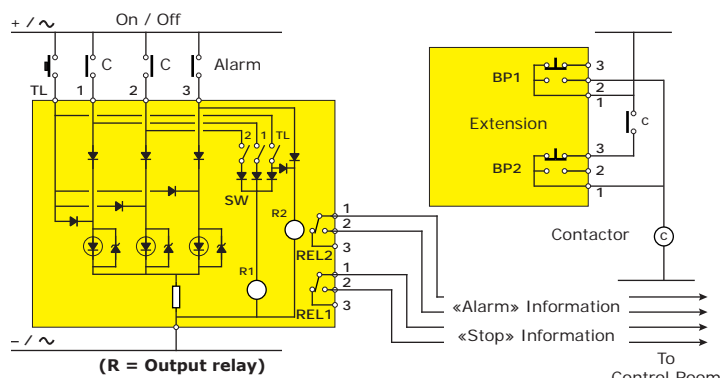 + / ∿ On / Off
C C Alarm
TL 1 2 3
2 1 TL
SW
R2
R1
1
2
REL2 3
1
2
REL1 3
– / ∿
(R = Output relay)
BP1 3
2
1
Extension
C
3
BP2 2
1
Contactor C
«Alarm» Information
«Stop» Information
To
Control Room